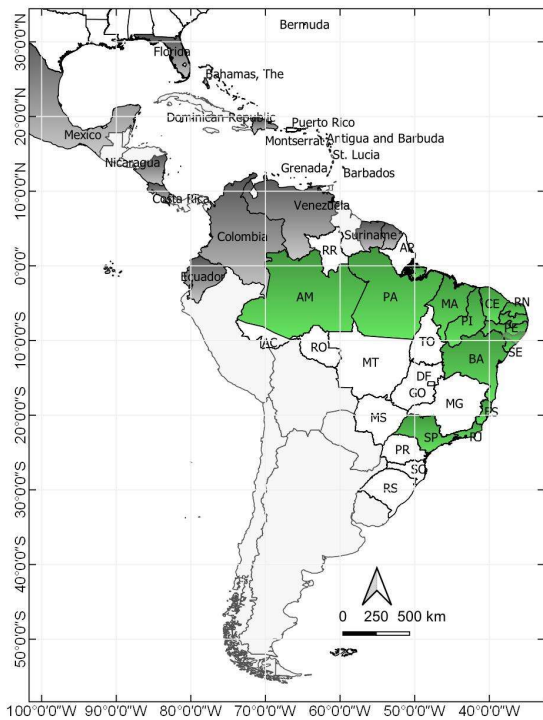 Bermuda
Florida
Bahamas, The
Dominican Republic
Puerto Rico
Mexico
Montserrat
Antigua and Barbuda
St. Lucia
Nicaragua
Grenada
Barbados
Costa Rica
Venezuela
Colombia
Suriname
RR
AP
Ecuador
AM
PA
MA
CE
RN
PI
PE
AC
RO
TO
SE
MT
BA
DF
GO
MG
MS
ES
SP
RJ
PR
SC
RS
0 250 500 km
30°0'0"N
20°0'0"N
10°0'0"N
0°0'0"
10°0'0"S
20°0'0"S
30°0'0"S
40°0'0"S
50°0'0"S
100°0'0"W 90°0'0"W 80°0'0"W 70°0'0"W 60°0'0"W 50°0'0"W 40°0'0"W